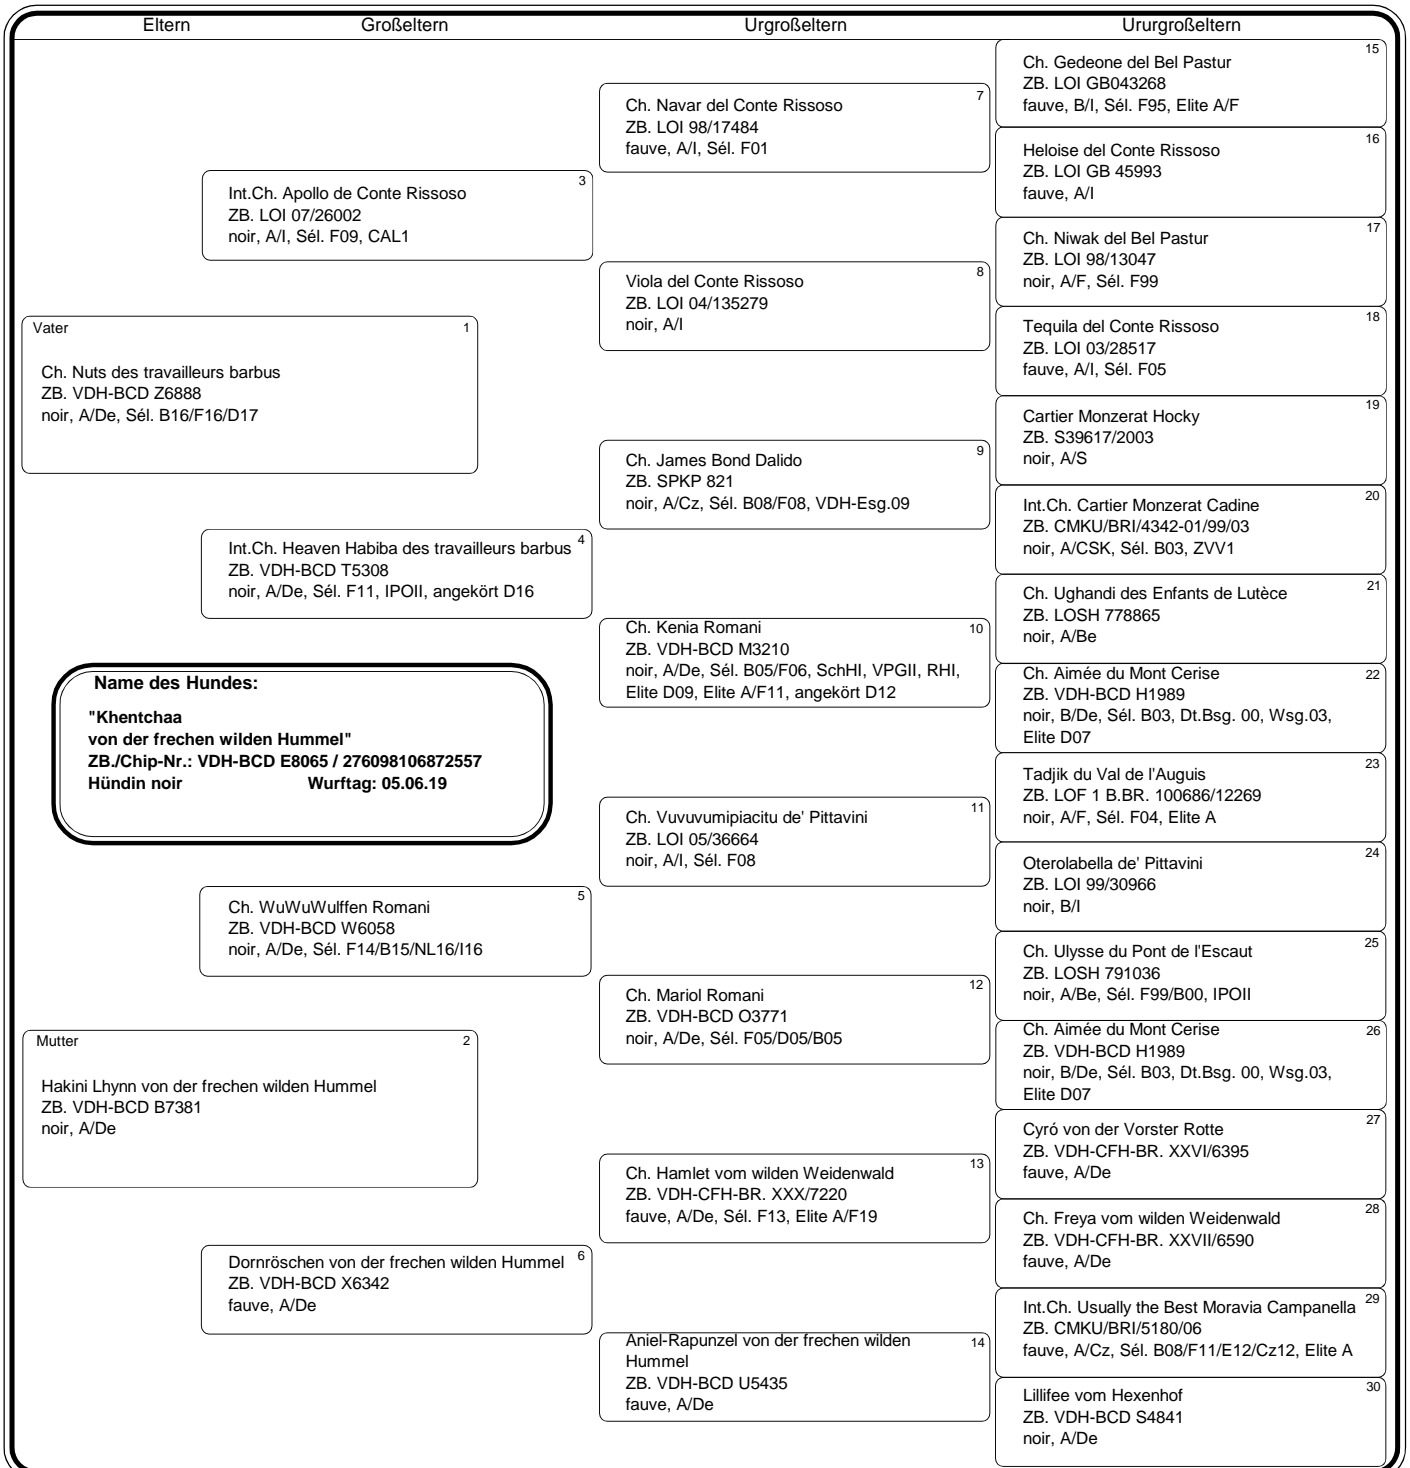 Eltern Großeltern Urgroßeltern Ururgroßeltern
Vater 1
Ch. Nuts des travailleurs barbus
ZB. VDH-BCD Z6888
noir, A/De, Sél. B16/F16/D17
Name des Hundes:
"Khentchaa
von der frechen wilden Hummel"
ZB./Chip-Nr.: VDH-BCD E8065 / 276098106872557
Hündin noir Wurftag: 05.06.19
Mutter 2
Hakini Lhynn von der frechen wilden Hummel
ZB. VDH-BCD B7381
noir, A/De
3
Int.Ch. Apollo de Conte Rissoso
ZB. LOI 07/26002
noir, A/I, Sél. F09, CAL1
4
Int.Ch. Heaven Habiba des travailleurs barbus
ZB. VDH-BCD T5308
noir, A/De, Sél. F11, IPOII, angekört D16
5
Ch. WuWuWulffen Romani
ZB. VDH-BCD W6058
noir, A/De, Sél. F14/B15/NL16/I16
6
Dornröschen von der frechen wilden Hummel
ZB. VDH-BCD X6342
fauve, A/De
7
Ch. Navar del Conte Rissoso
ZB. LOI 98/17484
fauve, A/I, Sél. F01
8
Viola del Conte Rissoso
ZB. LOI 04/135279
noir, A/I
9
Ch. James Bond Dalido
ZB. SPKP 821
noir, A/Cz, Sél. B08/F08, VDH-Esg.09
10
Ch. Kenia Romani
ZB. VDH-BCD M3210
noir, A/De, Sél. B05/F06, SchHI, VPGII, RHI,
Elite D09, Elite A/F11, angekört D12
11
Ch. Vuvuvumipiacitu de' Pittavini
ZB. LOI 05/36664
noir, A/I, Sél. F08
12
Ch. Mariol Romani
ZB. VDH-BCD O3771
noir, A/De, Sél. F05/D05/B05
13
Ch. Hamlet vom wilden Weidenwald
ZB. VDH-CFH-BR. XXX/7220
fauve, A/De, Sél. F13, Elite A/F19
14
Aniel-Rapunzel von der frechen wilden
Hummel
ZB. VDH-BCD U5435
fauve, A/De
15
Ch. Gedeone del Bel Pastur
ZB. LOI GB043268
fauve, B/I, Sél. F95, Elite A/F
16
Heloise del Conte Rissoso
ZB. LOI GB 45993
fauve, A/I
17
Ch. Niwak del Bel Pastur
ZB. LOI 98/13047
noir, A/F, Sél. F99
18
Tequila del Conte Rissoso
ZB. LOI 03/28517
fauve, A/I, Sél. F05
19
Cartier Monzerat Hocky
ZB. S39617/2003
noir, A/S
20
Int.Ch. Cartier Monzerat Cadine
ZB. CMKU/BRI/4342-01/99/03
noir, A/CSK, Sél. B03, ZVV1
21
Ch. Ughandi des Enfants de Lutèce
ZB. LOSH 778865
noir, A/Be
22
Ch. Aimée du Mont Cerise
ZB. VDH-BCD H1989
noir, B/De, Sél. B03, Dt.Bsg. 00, Wsg.03,
Elite D07
23
Tadjik du Val de l'Auguis
ZB. LOF 1 B.BR. 100686/12269
noir, A/F, Sél. F04, Elite A
24
Oterolabella de' Pittavini
ZB. LOI 99/30966
noir, B/I
25
Ch. Ulysse du Pont de l'Escaut
ZB. LOSH 791036
noir, A/Be, Sél. F99/B00, IPOII
26
Ch. Aimée du Mont Cerise
ZB. VDH-BCD H1989
noir, B/De, Sél. B03, Dt.Bsg. 00, Wsg.03,
Elite D07
27
Cyró von der Vorster Rotte
ZB. VDH-CFH-BR. XXVI/6395
fauve, A/De
28
Ch. Freya vom wilden Weidenwald
ZB. VDH-CFH-BR. XXVII/6590
fauve, A/De
29
Int.Ch. Usually the Best Moravia Campanella
ZB. CMKU/BRI/5180/06
fauve, A/Cz, Sél. B08/F11/E12/Cz12, Elite A
30
Lillifee vom Hexenhof
ZB. VDH-BCD S4841
noir, A/De